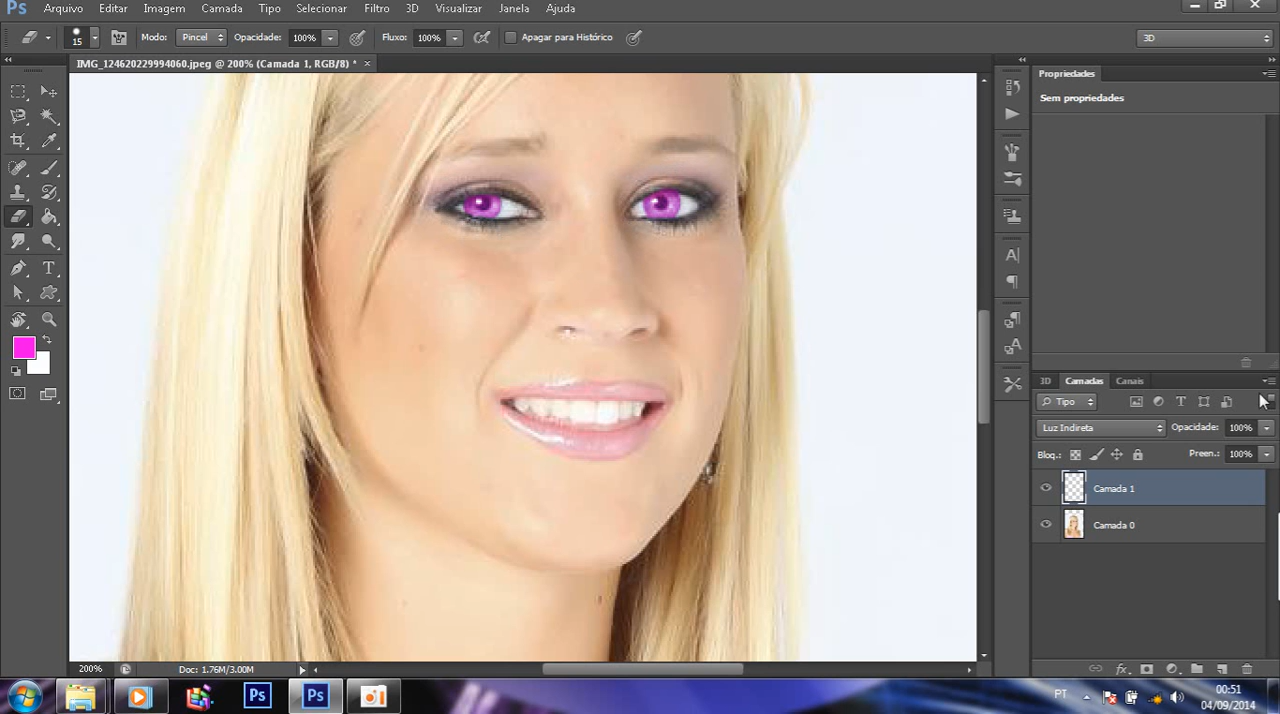 Ps Arquivo Editar Imagem Camada Tipo Selecionar Filtro 3D Visualizar Janela Ajuda
15 Modo: Pincel Opacidade: 100% Fluxo: 100% Apagar para Histórico 3D
IMG_124620229994060.jpeg @ 200% (Camada 1, RGB/8) * ×
Propriedades
Sem propriedades
3D Camadas Canais
Tipo
Luz Indireta Opacidade: 100%
Bloq.: Preen.: 100%
Camada 1
Camada 0
200% Doc: 1.76M/3.00M
Ps Ps PT 00:51
04/09/2014